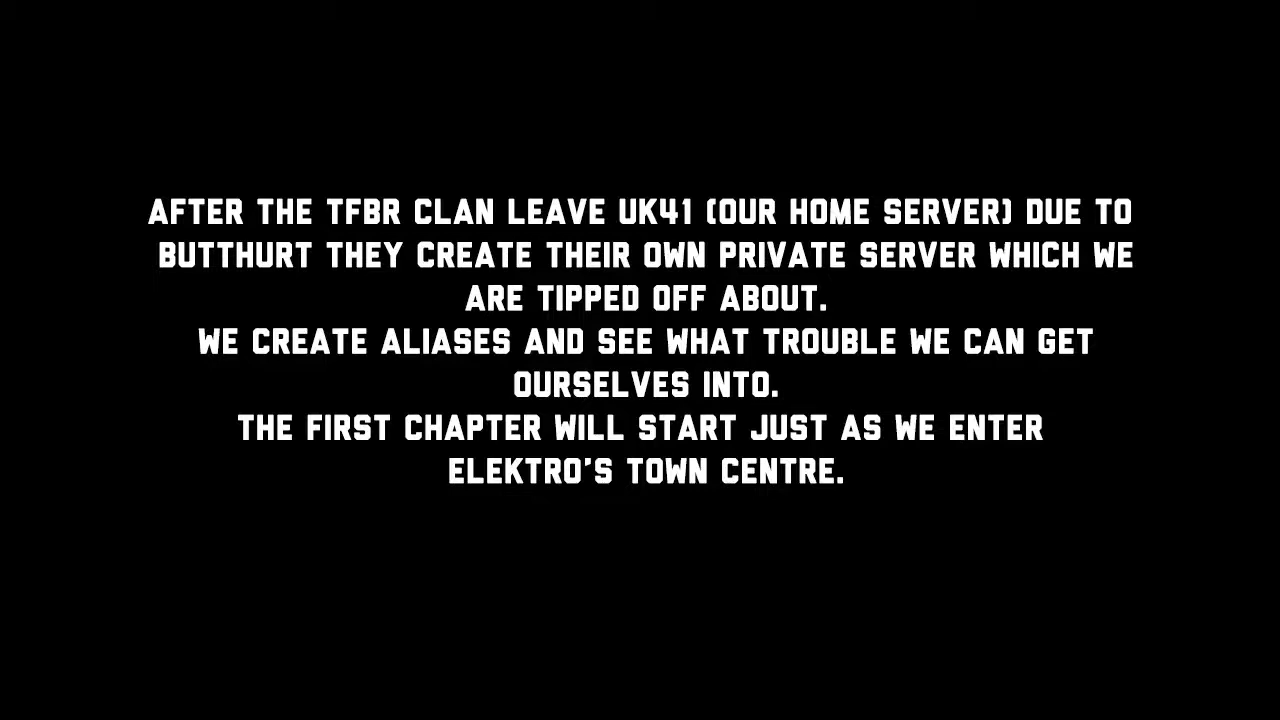 AFTER THE TFBR CLAN LEAVE UK41 (OUR HOME SERVER) DUE TO
BUTTHURT THEY CREATE THEIR OWN PRIVATE SERVER WHICH WE
ARE TIPPED OFF ABOUT.
WE CREATE ALIASES AND SEE WHAT TROUBLE WE CAN GET
OURSELVES INTO.
THE FIRST CHAPTER WILL START JUST AS WE ENTER
ELEKTRO'S TOWN CENTRE.